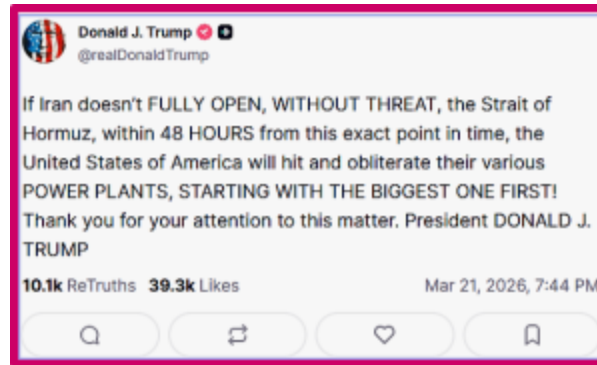 Donald J. Trump
@realDonaldTrump
If Iran doesn't FULLY OPEN, WITHOUT THREAT, the Strait of
Hormuz, within 48 HOURS from this exact point in time, the
United States of America will hit and obliterate their various
POWER PLANTS, STARTING WITH THE BIGGEST ONE FIRST!
Thank you for your attention to this matter. President DONALD J.
TRUMP
10.1k ReTruths 39.3k Likes Mar 21, 2026, 7:44 PM